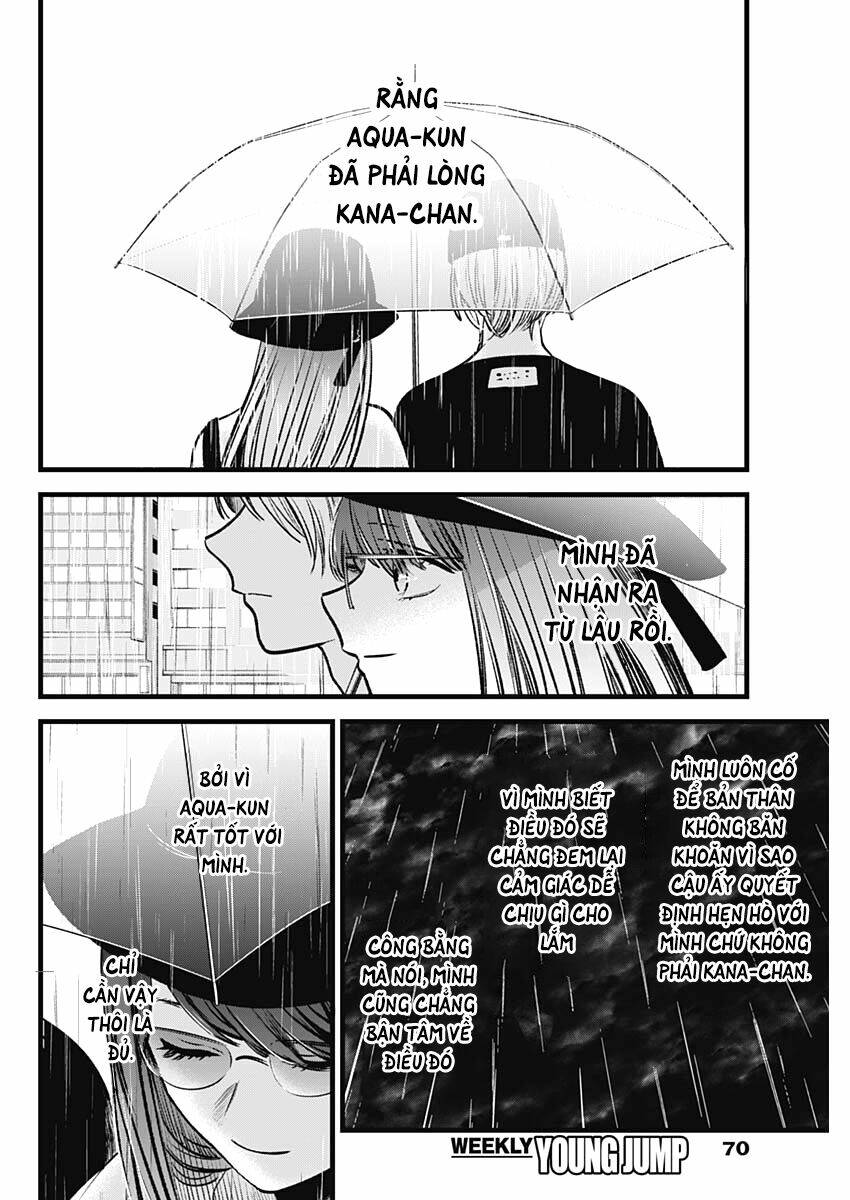 RẰNG
AQUA-KUN
ĐÃ PHẢI LÒNG
KANA-CHAN.
MÌNH ĐÃ
NHẬN RA
TỪ LÂU RỒI.
MÌNH LUÔN CỐ
ĐỂ BẢN THÂN
KHÔNG BĂN
KHOĂN VÌ SAO
CẬU ẤY QUYẾT
ĐỊNH HẸN HÒ VỚI
MÌNH CHỨ KHÔNG
PHẢI KANA-CHAN.
VÌ MÌNH BIẾT
ĐIỀU ĐÓ SẼ
CHẲNG ĐEM LẠI
CẢM GIÁC DỄ
CHỊU GÌ CHO
LẮM
CÔNG BẰNG
MÀ NÓI, MÌNH
CŨNG CHẲNG
BẬN TÂM VỀ
ĐIỀU ĐÓ
BỞI VÌ
AQUA-KUN
RẤT TỐT VỚI
MÌNH.
CHỈ
CẦN VẬY
THÔI LÀ
ĐỦ.
WEEKLY YOUNG JUMP 70